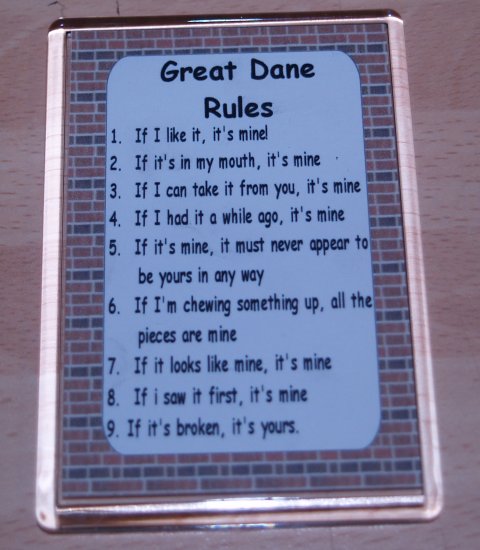 Great Dane
Rules
1. If I like it, it's mine!
2. If it's in my mouth, it's mine
3. If I can take it from you, it's mine
4. If I had it a while ago, it's mine
5. If it's mine, it must never appear to
be yours in any way
6. If I'm chewing something up, all the
pieces are mine
7. If it looks like mine, it's mine
8. If i saw it first, it's mine
9. If it's broken, it's yours.